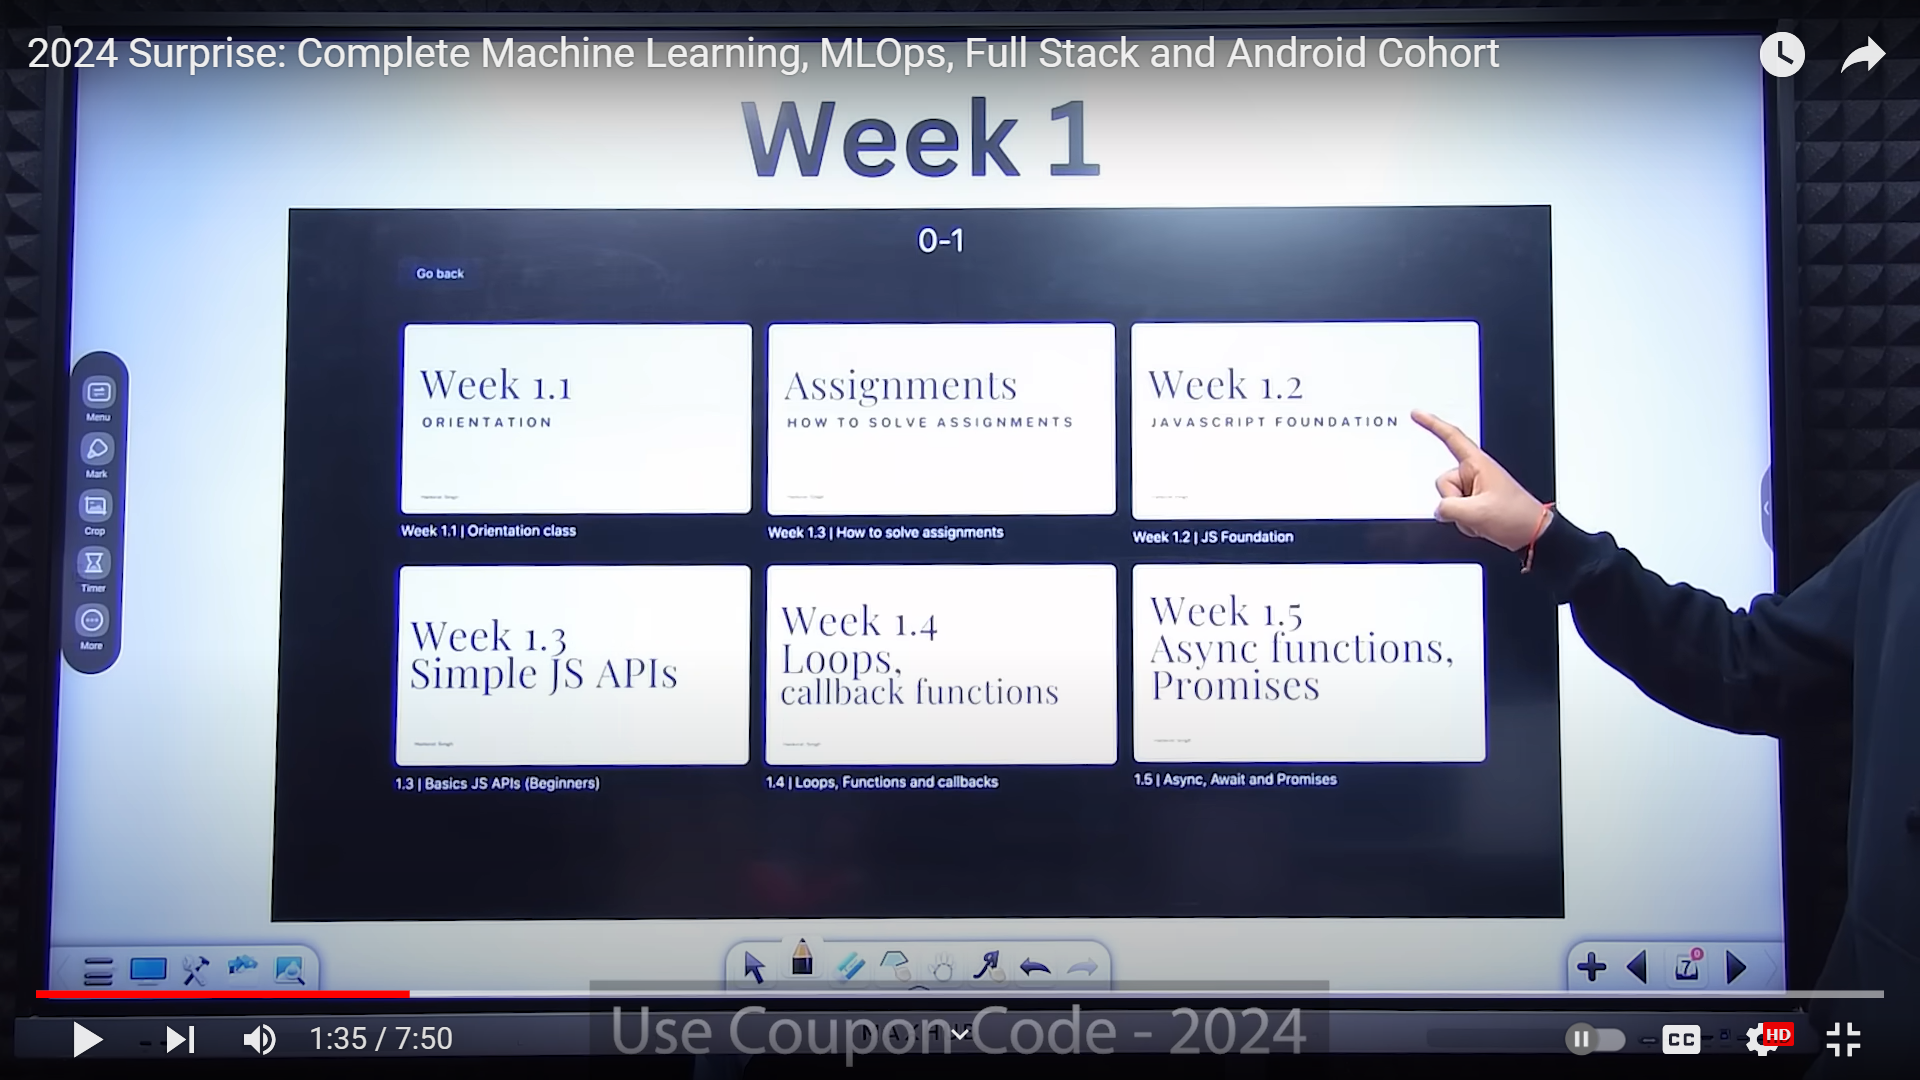 2024 Surprise: Complete Machine Learning, MLOps, Full Stack and Android Cohort
Week 1
0-1
Go back
Week 1.1
ORIENTATION
Week 1.1 | Orientation class
Assignments
HOW TO SOLVE ASSIGNMENTS
Week 1.3 | How to solve assignments
Week 1.2
JAVASCRIPT FOUNDATION
Week 1.2 | JS Foundation
Week 1.3
Simple JS APIs
1.3 | Basics JS APIs (Beginners)
Week 1.4
Loops,
callback functions
1.4 | Loops, Functions and callbacks
Week 1.5
Async functions,
Promises
1.5 | Async, Await and Promises
Menu
Mark
Crop
Timer
More
7
0
Use Coupon Code - 2024
1:35 / 7:50
CC
HD